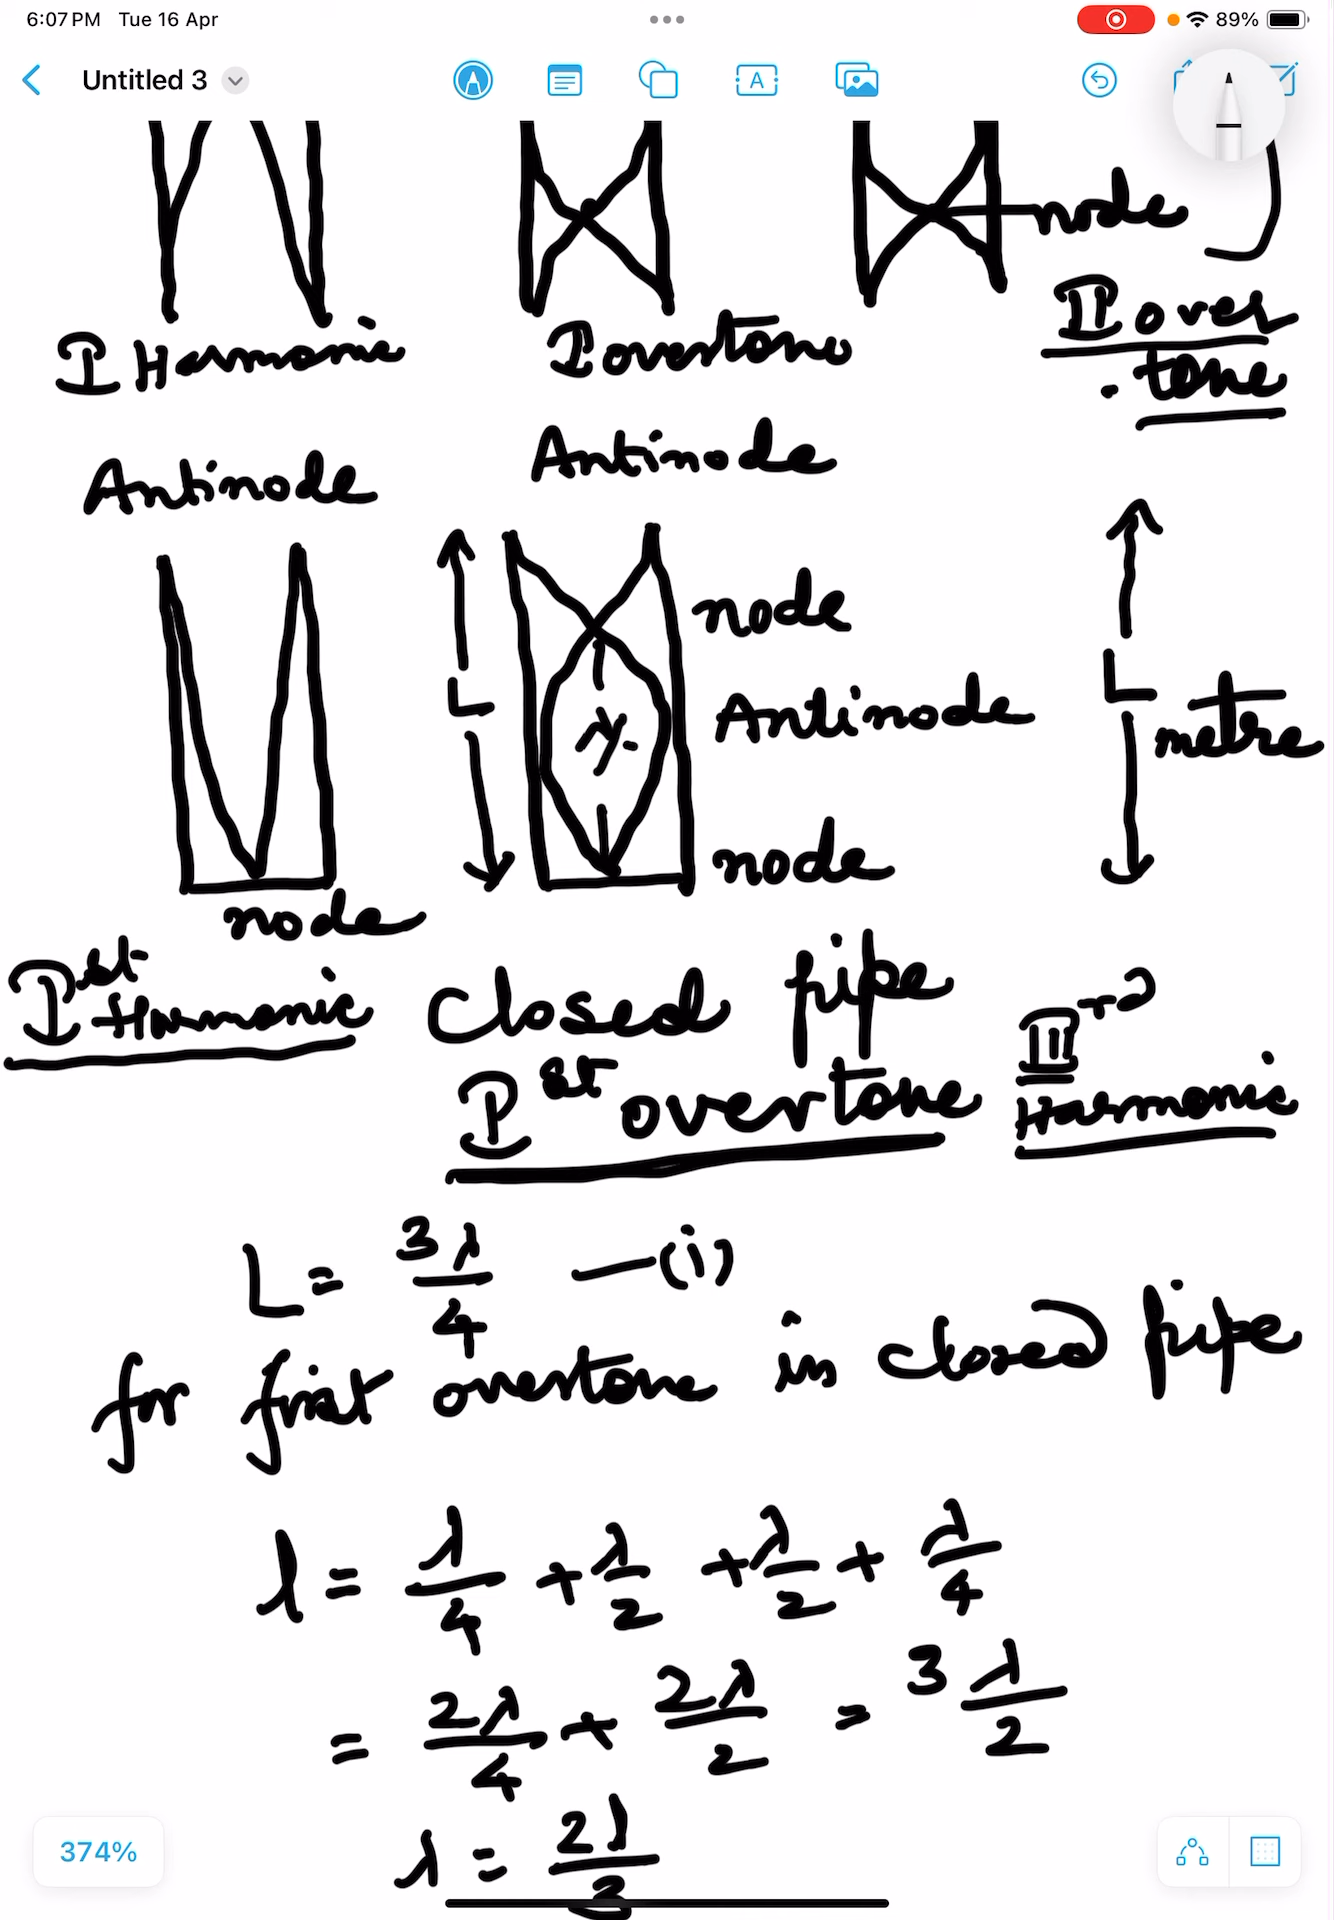 6:07 PM Tue 16 Apr
89%
Untitled 3
node
I Harmonic
I overtone
II over
tone
Antinode
Antinode
node
L
Antinode
L
metre
node
node
Ist Harmonic
Closed pipe
IIIrd
Harmonic
Ist overtone
L = 3λ/4 —(i)
for first overtone in closed pipe
l = λ/4 + λ/2 + λ/2 + λ/4
= 2λ/4 + 2λ/2 = 3λ/2
λ = 2l/3
374%